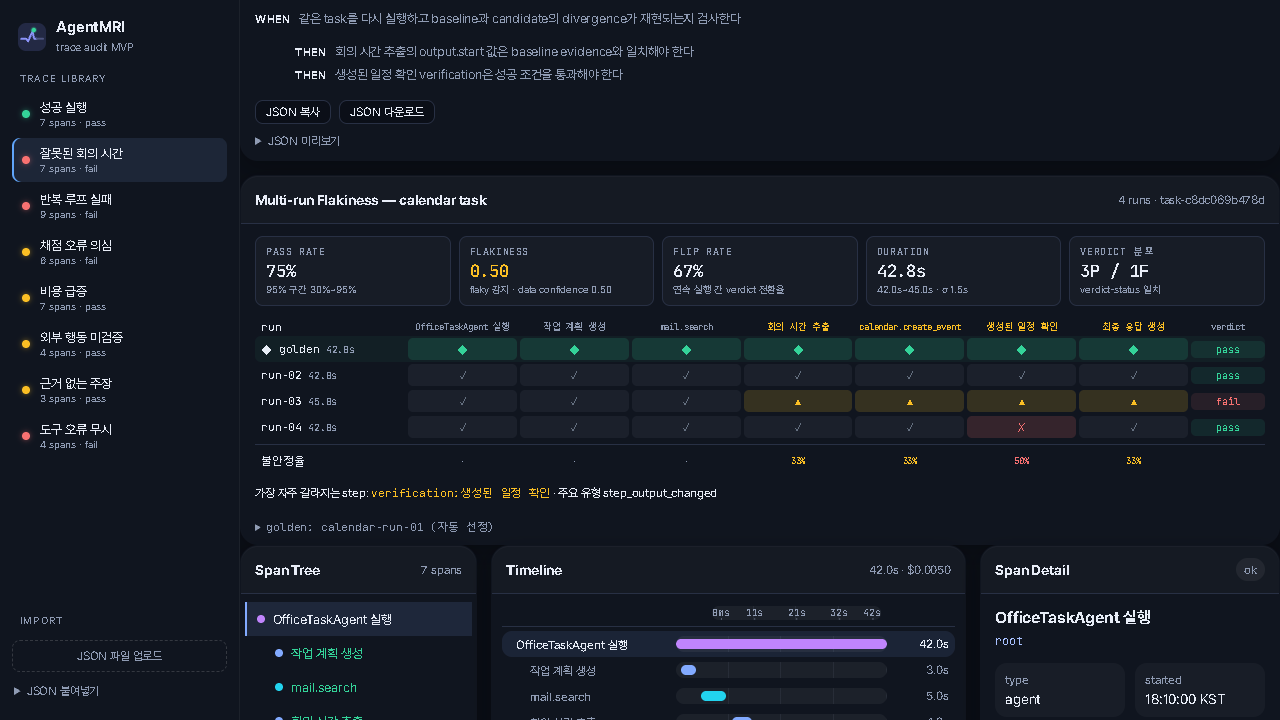 AgentMRI
trace audit MVP
TRACE LIBRARY
성공 실행
7 spans · pass
잘못된 회의 시간
7 spans · fail
반복 루프 실패
9 spans · fail
채점 오류 의심
6 spans · fail
비용 급증
7 spans · pass
외부 행동 미검증
4 spans · pass
근거 없는 주장
3 spans · pass
도구 오류 무시
4 spans · fail
IMPORT
JSON 파일 업로드
▶ JSON 붙여넣기
WHEN 같은 task를 다시 실행하고 baseline과 candidate의 divergence가 재현되는지 검사한다
THEN 회의 시간 추출의 output.start 값은 baseline evidence와 일치해야 한다
THEN 생성된 일정 확인 verification은 성공 조건을 통과해야 한다
JSON 복사 JSON 다운로드
▶ JSON 미리보기
Multi-run Flakiness — calendar task 4 runs · task-c8dc069b478d
PASS RATE
75%
95% 구간 30%~95%
FLAKINESS
0.50
flaky 감지 · data confidence 0.50
FLIP RATE
67%
연속 실행 간 verdict 전환율
DURATION
42.8s
42.0s~45.0s · σ 1.5s
VERDICT 분포
3P / 1F
verdict-status 일치
run OfficeTaskAgent 실행 작업 계획 생성 mail.search 회의 시간 추출 calendar.create_event 생성된 일정 확인 최종 응답 생성 verdict
◆ golden 42.0s ◆ ◆ ◆ ◆ ◆ ◆ ◆ pass
run-02 42.0s ✓ ✓ ✓ ✓ ✓ ✓ ✓ pass
run-03 45.0s ✓ ✓ ✓ ▲ ▲ ▲ ▲ fail
run-04 42.0s ✓ ✓ ✓ ✓ ✓ ✗ ✓ pass
불안정율 · · · 33% 33% 50% 33%
가장 자주 갈라지는 step: verification: 생성된 일정 확인 · 주요 유형 step_output_changed
▶ golden: calendar-run-01 (자동 선정)
Span Tree 7 spans
OfficeTaskAgent 실행
작업 계획 생성
mail.search
회의 시간 추출
Timeline 42.0s · $0.0050
0ms 11s 21s 32s 42s
OfficeTaskAgent 실행 42.0s
작업 계획 생성 3.0s
mail.search 5.0s
Span Detail ok
OfficeTaskAgent 실행
root
type
agent
started
18:10:00 KST